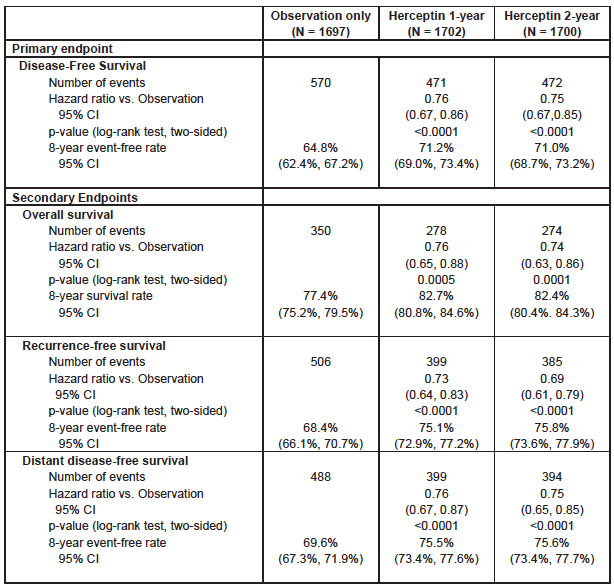 Observation only Herceptin 1-year Herceptin 2-year
(N = 1697) (N = 1702) (N = 1700)
Primary endpoint
Disease-Free Survival
Number of events 570 471 472
Hazard ratio vs. Observation 0.76 0.75
95% CI (0.67, 0.86) (0.67,0.85)
p-value (log-rank test, two-sided) <0.0001 <0.0001
8-year event-free rate 64.8% 71.2% 71.0%
95% CI (62.4%, 67.2%) (69.0%, 73.4%) (68.7%, 73.2%)
Secondary Endpoints
Overall survival
Number of events 350 278 274
Hazard ratio vs. Observation 0.76 0.74
95% CI (0.65, 0.88) (0.63, 0.86)
p-value (log-rank test, two-sided) 0.0005 0.0001
8-year survival rate 77.4% 82.7% 82.4%
95% CI (75.2%, 79.5%) (80.8%, 84.6%) (80.4%. 84.3%)
Recurrence-free survival
Number of events 506 399 385
Hazard ratio vs. Observation 0.73 0.69
95% CI (0.64, 0.83) (0.61, 0.79)
p-value (log-rank test, two-sided) <0.0001 <0.0001
8-year event-free rate 68.4% 75.1% 75.8%
95% CI (66.1%, 70.7%) (72.9%, 77.2%) (73.6%, 77.9%)
Distant disease-free survival
Number of events 488 399 394
Hazard ratio vs. Observation 0.76 0.75
95% CI (0.67, 0.87) (0.65, 0.85)
p-value (log-rank test, two-sided) <0.0001 <0.0001
8-year event-free rate 69.6% 75.5% 75.6%
95% CI (67.3%, 71.9%) (73.4%, 77.6%) (73.4%, 77.7%)